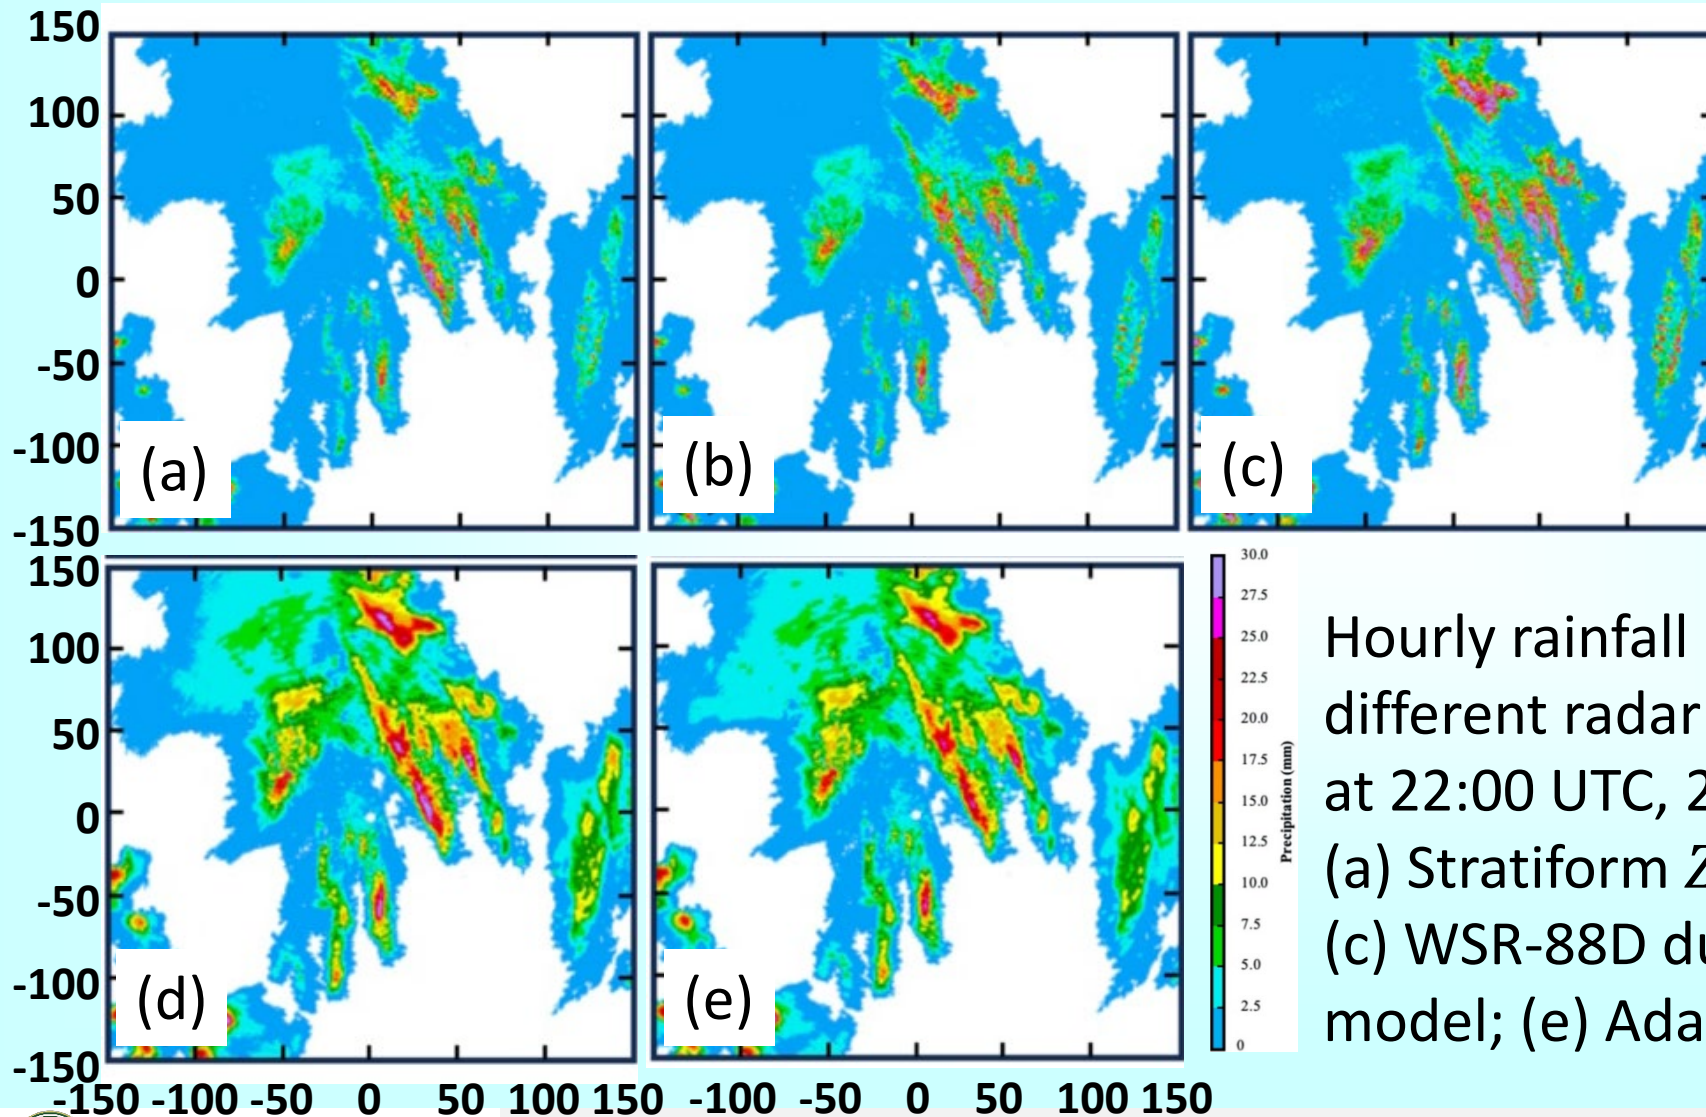 150
100
50
0
-50
-100
-150
(a)
(b)
(c)
150
100
50
0
-50
-100
-150
(d)
(e)
-150 -100 -50 0 50 100 150
-100 -50 0 50 100 150
30.0
27.5
25.0
22.5
20.0
17.5
15.0
12.5
10.0
7.5
5.0
2.5
0
Precipitation (mm)
Hourly rainfall
different radar
at 22:00 UTC, 2
(a) Stratiform Z
(c) WSR-88D du
model; (e) Ada